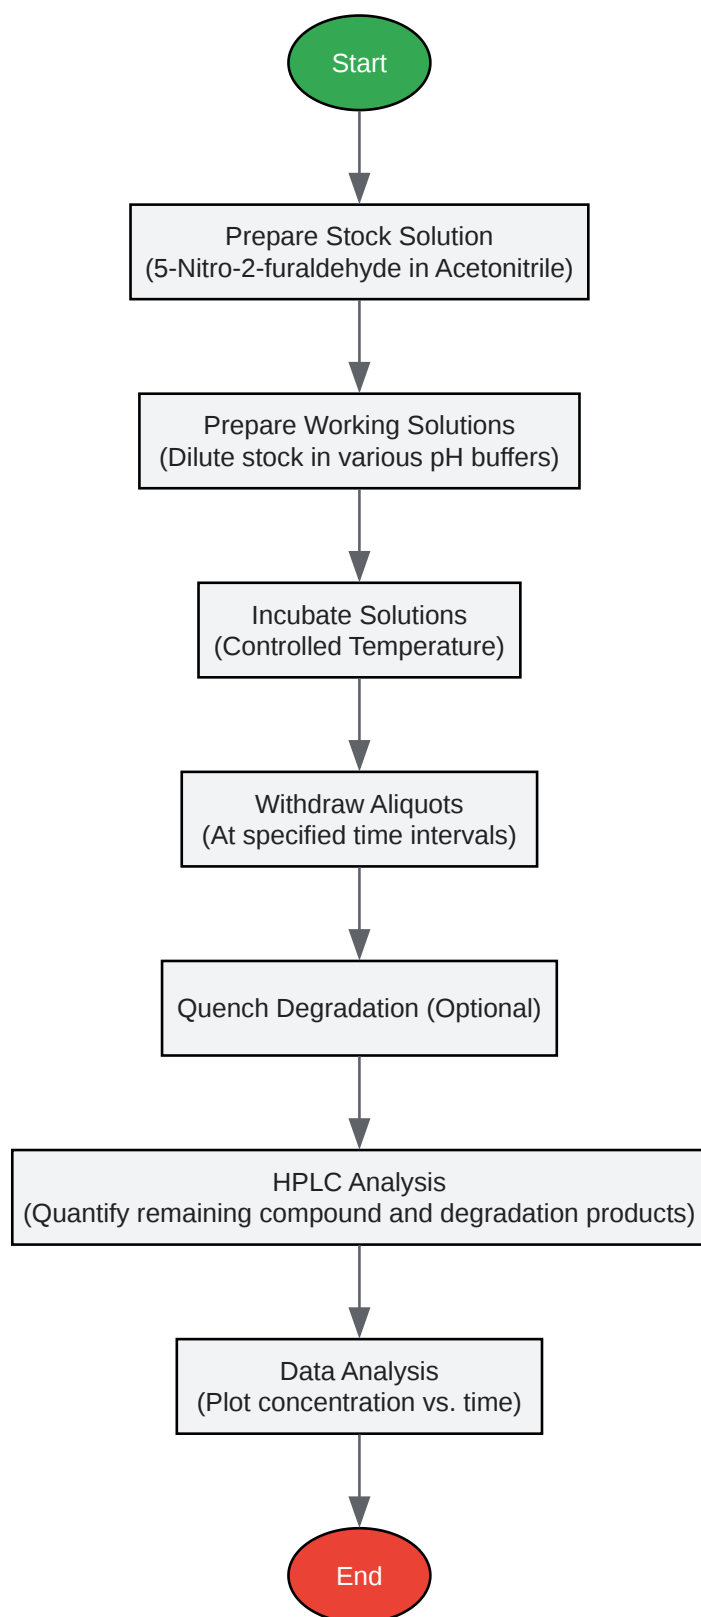 Start
Prepare Stock Solution
(5-Nitro-2-furaldehyde in Acetonitrile)
Prepare Working Solutions
(Dilute stock in various pH buffers)
Incubate Solutions
(Controlled Temperature)
Withdraw Aliquots
(At specified time intervals)
Quench Degradation (Optional)
HPLC Analysis
(Quantify remaining compound and degradation products)
Data Analysis
(Plot concentration vs. time)
End